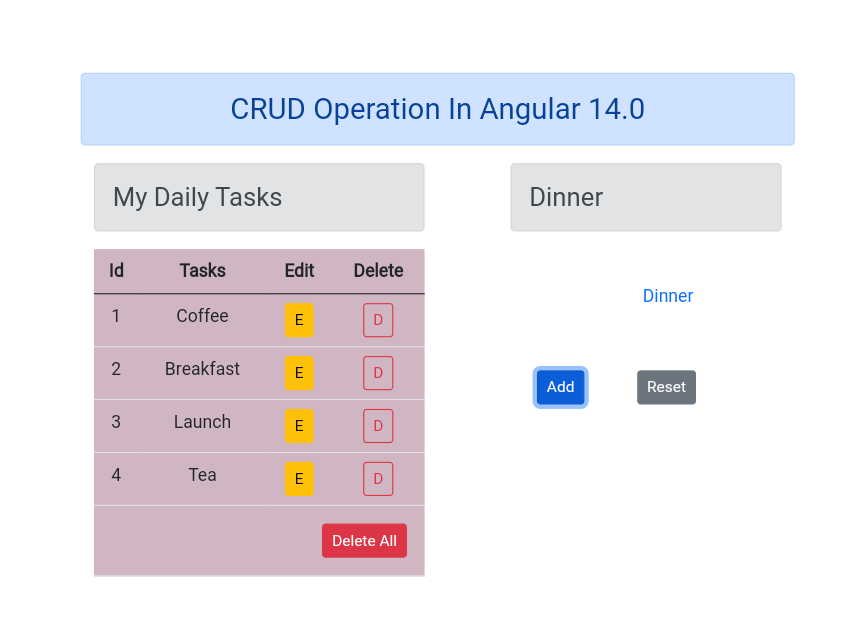 CRUD Operation In Angular 14.0
My Daily Tasks
Id Tasks Edit Delete
1 Coffee E D
2 Breakfast E D
3 Launch E D
4 Tea E D
Delete All
Dinner
Dinner
Add Reset